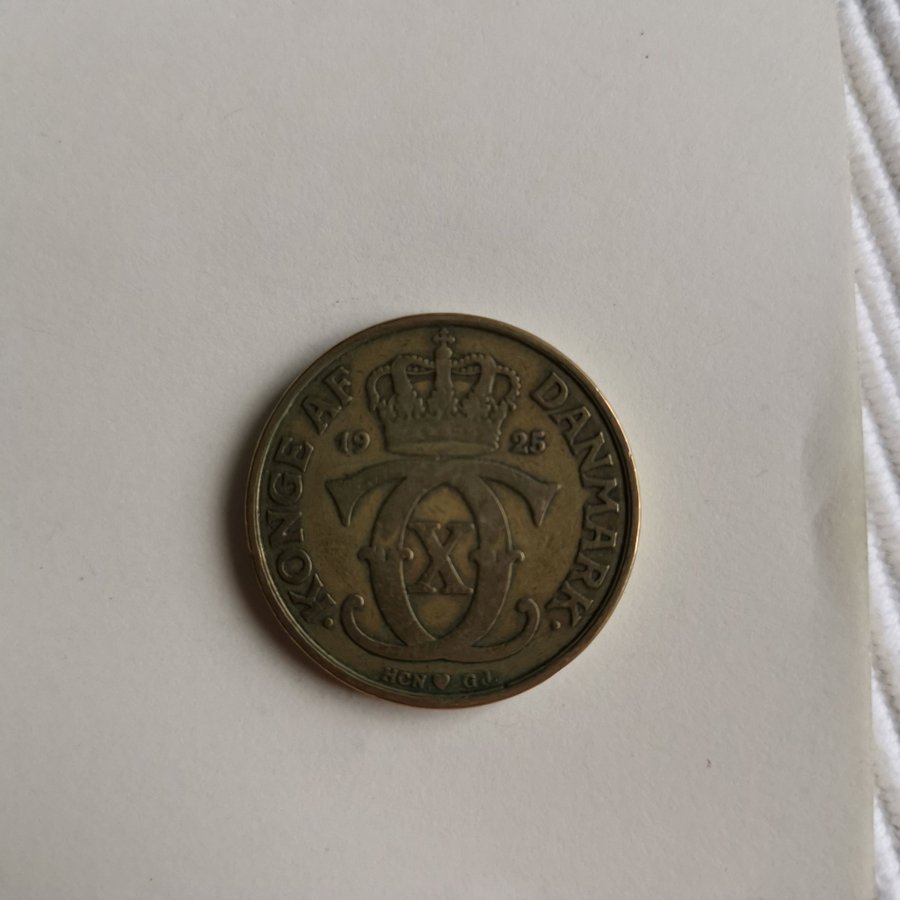 ·KONGE AF DANMARK·
19 25
X
HCN♥ GJ.